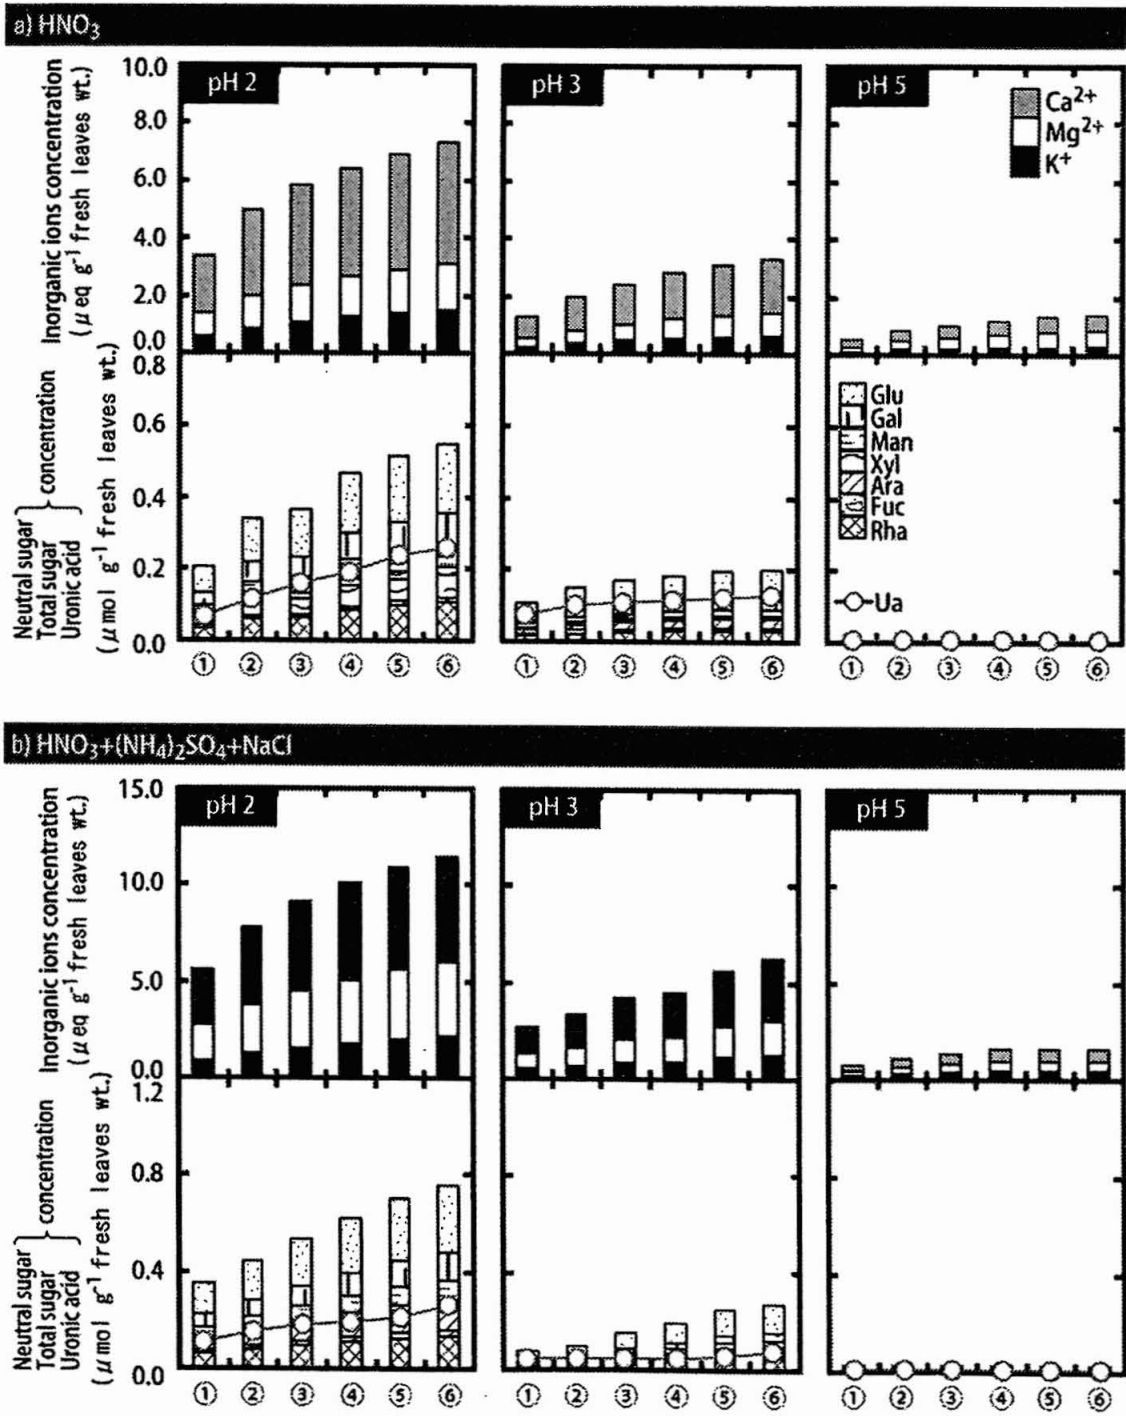 a) HNO₃
Inorganic ions concentration
(μeq g⁻¹ fresh leaves wt.)
10.0
8.0
6.0
4.0
2.0
0.0
pH 2
pH 3
pH 5
Ca²⁺
Mg²⁺
K⁺
Neutral sugar
Total sugar
Uronic acid
} concentration
(μmol g⁻¹ fresh leaves wt.)
0.8
0.6
0.4
0.2
0.0
Glu
Gal
Man
Xyl
Ara
Fuc
Rha
Ua
① ② ③ ④ ⑤ ⑥
① ② ③ ④ ⑤ ⑥
① ② ③ ④ ⑤ ⑥
b) HNO₃+(NH₄)₂SO₄+NaCl
Inorganic ions concentration
(μeq g⁻¹ fresh leaves wt.)
15.0
10.0
5.0
0.0
pH 2
pH 3
pH 5
Neutral sugar
Total sugar
Uronic acid
} concentration
(μmol g⁻¹ fresh leaves wt.)
1.2
0.8
0.4
0.0
① ② ③ ④ ⑤ ⑥
① ② ③ ④ ⑤ ⑥
① ② ③ ④ ⑤ ⑥